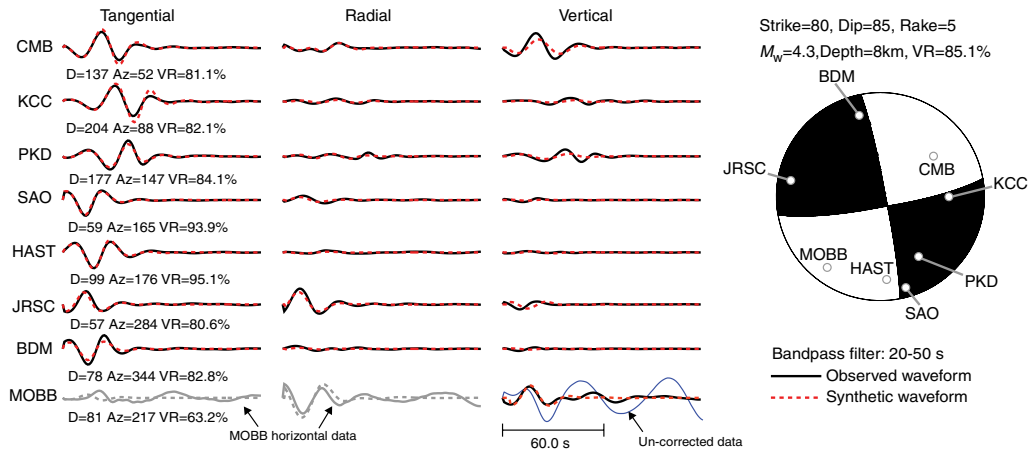 Tangential
Radial
Vertical
CMB
D=137 Az=52 VR=81.1%
KCC
D=204 Az=88 VR=82.1%
PKD
D=177 Az=147 VR=84.1%
SAO
D=59 Az=165 VR=93.9%
HAST
D=99 Az=176 VR=95.1%
JRSC
D=57 Az=284 VR=80.6%
BDM
D=78 Az=344 VR=82.8%
MOBB
D=81 Az=217 VR=63.2%
MOBB horizontal data
60.0 s
Un-corrected data
Strike=80, Dip=85, Rake=5
Mw=4.3,Depth=8km, VR=85.1%
BDM
JRSC
CMB
KCC
MOBB
HAST
PKD
SAO
Bandpass filter: 20-50 s
Observed waveform
Synthetic waveform